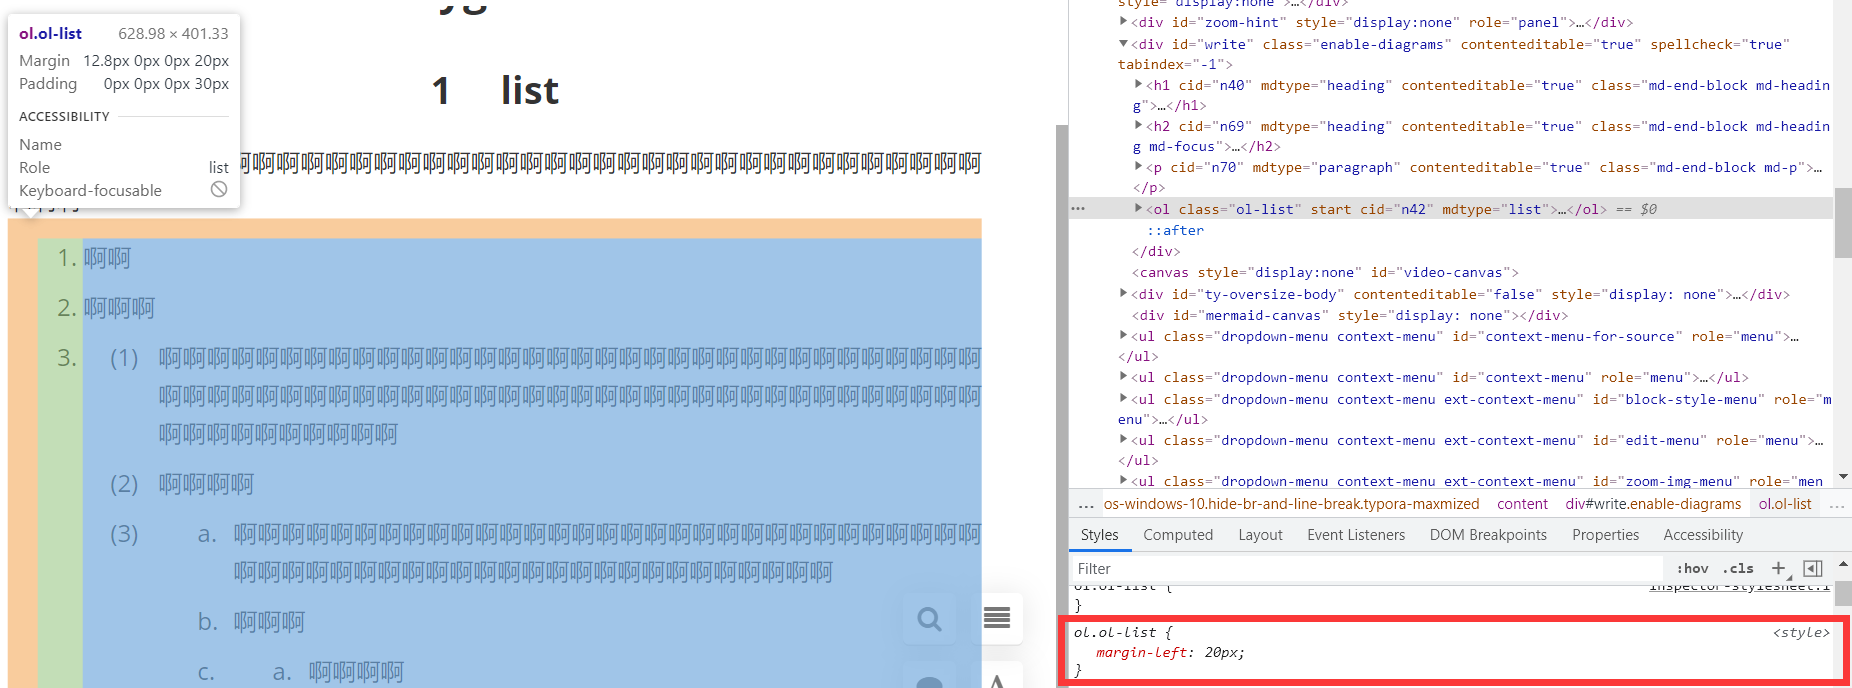 ol.ol-list 628.98 × 401.33
Margin 12.8px 0px 0px 20px
Padding 0px 0px 0px 30px
ACCESSIBILITY
Name
Role list
Keyboard-focusable
1 list
啊啊啊啊啊啊啊啊啊啊啊啊啊啊啊啊啊啊啊啊啊啊啊啊啊啊啊啊啊啊
1. 啊啊
2. 啊啊啊
3. (1) 啊啊啊啊啊啊啊啊啊啊啊啊啊啊啊啊啊啊啊啊啊啊啊啊啊啊啊啊啊啊啊啊啊啊
啊啊啊啊啊啊啊啊啊啊啊啊啊啊啊啊啊啊啊啊啊啊啊啊啊啊啊啊啊啊啊啊啊啊
啊啊啊啊啊啊啊啊啊啊
(2) 啊啊啊啊
(3) a. 啊啊啊啊啊啊啊啊啊啊啊啊啊啊啊啊啊啊啊啊啊啊啊啊啊啊啊啊啊啊啊
啊啊啊啊啊啊啊啊啊啊啊啊啊啊啊啊啊啊啊啊啊啊啊啊啊
b. 啊啊啊
c. a. 啊啊啊啊
style="display:none">…</div>
<div id="zoom-hint" style="display:none" role="panel">…</div>
<div id="write" class="enable-diagrams" contenteditable="true" spellcheck="true"
tabindex="-1">
<h1 cid="n40" mdtype="heading" contenteditable="true" class="md-end-block md-headin
g">…</h1>
<h2 cid="n69" mdtype="heading" contenteditable="true" class="md-end-block md-headin
g md-focus">…</h2>
<p cid="n70" mdtype="paragraph" contenteditable="true" class="md-end-block md-p">…
</p>
… <ol class="ol-list" start cid="n42" mdtype="list">…</ol> == $0
::after
</div>
<canvas style="display:none" id="video-canvas">
<div id="ty-oversize-body" contenteditable="false" style="display: none">…</div>
<div id="mermaid-canvas" style="display: none"></div>
<ul class="dropdown-menu context-menu" id="context-menu-for-source" role="menu">…
</ul>
<ul class="dropdown-menu context-menu" id="context-menu" role="menu">…</ul>
<ul class="dropdown-menu context-menu ext-context-menu" id="block-style-menu" role="m
enu">…</ul>
<ul class="dropdown-menu context-menu ext-context-menu" id="edit-menu" role="menu">…
</ul>
<ul class="dropdown-menu context-menu ext-context-menu" id="zoom-img-menu" role="men
… os-windows-10.hide-br-and-line-break.typora-maxmized content div#write.enable-diagrams ol.ol-list …
Styles Computed Layout Event Listeners DOM Breakpoints Properties Accessibility
Filter :hov .cls +
ol.ol-list { inspector-stylesheet:1
}
ol.ol-list { <style>
margin-left: 20px;
}